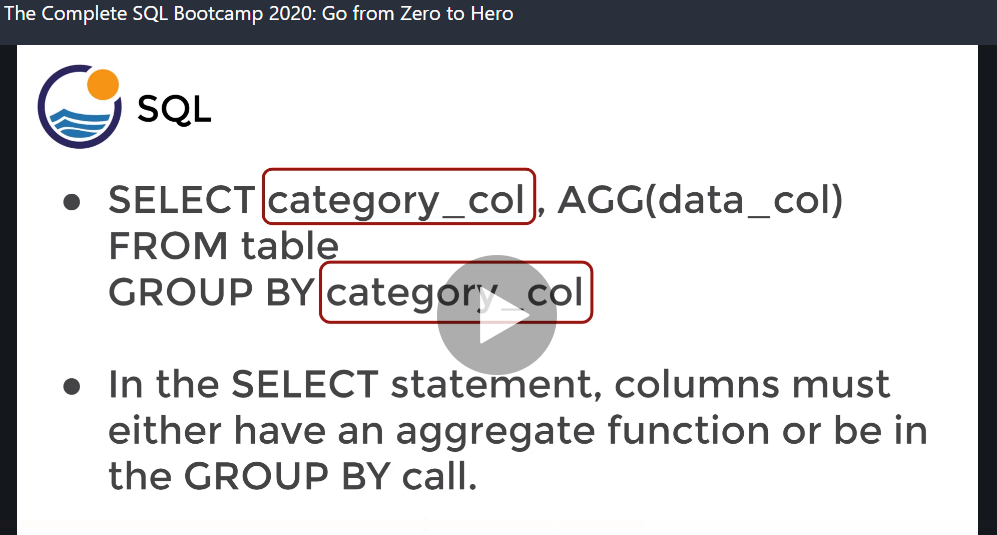 The Complete SQL Bootcamp 2020: Go from Zero to Hero
SQL
● SELECT category_col, AGG(data_col)
FROM table
GROUP BY category_col
● In the SELECT statement, columns must
either have an aggregate function or be in
the GROUP BY call.